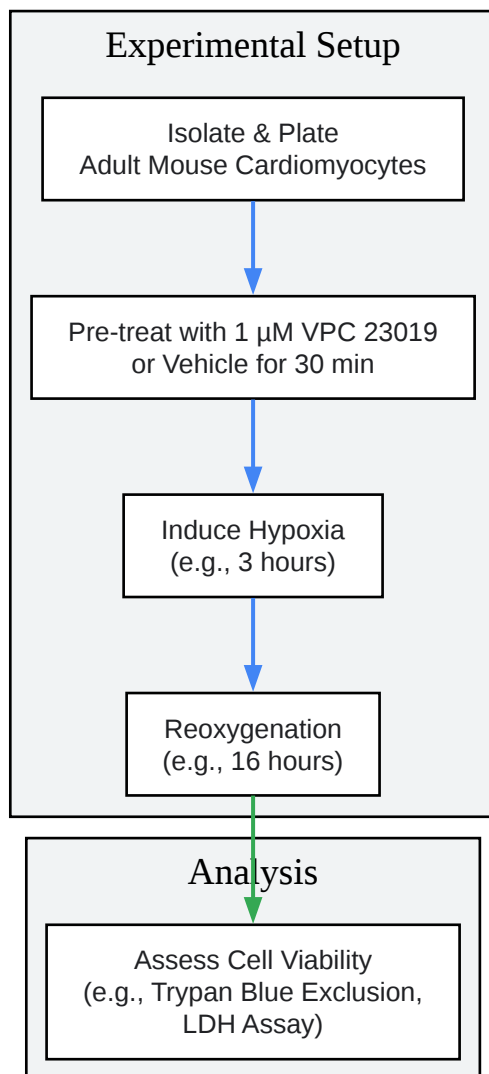 Experimental Setup
Isolate & Plate
Adult Mouse Cardiomyocytes
Pre-treat with 1 µM VPC 23019
or Vehicle for 30 min
Induce Hypoxia
(e.g., 3 hours)
Reoxygenation
(e.g., 16 hours)
Analysis
Assess Cell Viability
(e.g., Trypan Blue Exclusion,
LDH Assay)